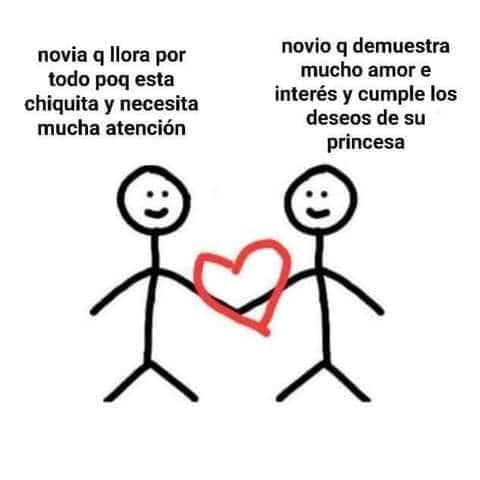 novia q llora por
todo poq esta
chiquita y necesita
mucha atención
novio q demuestra
mucho amor e
interés y cumple los
deseos de su
princesa